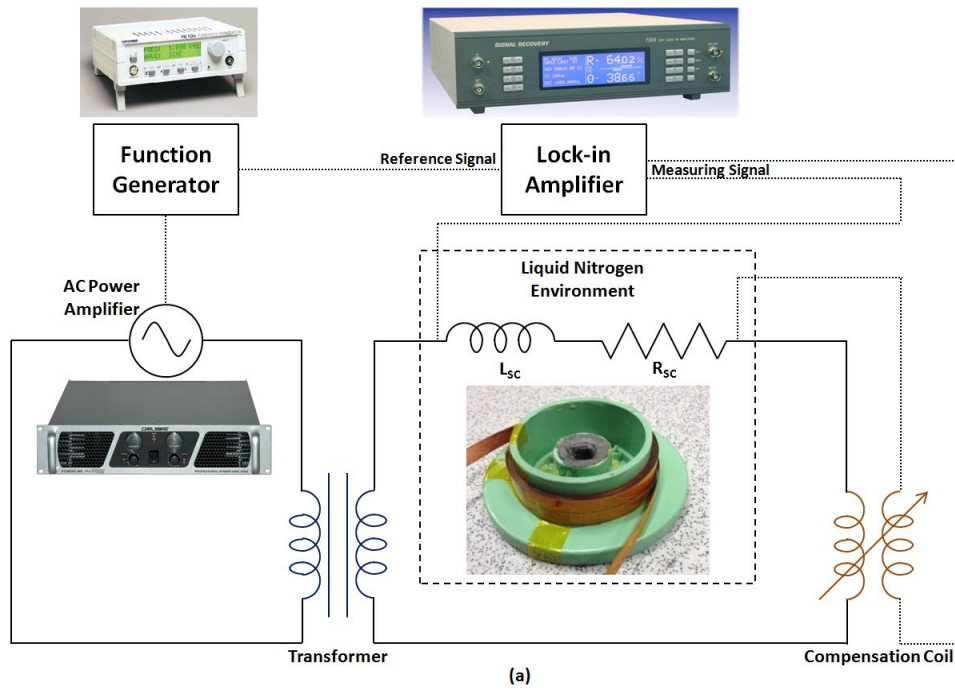 SIGNAL RECOVERY
R- 6402
0- 3866
Function
Generator
Reference Signal
Lock-in
Amplifier
Measuring Signal
Liquid Nitrogen
Environment
AC Power
Amplifier
LSC
RSC
Transformer
Compensation Coil
(a)